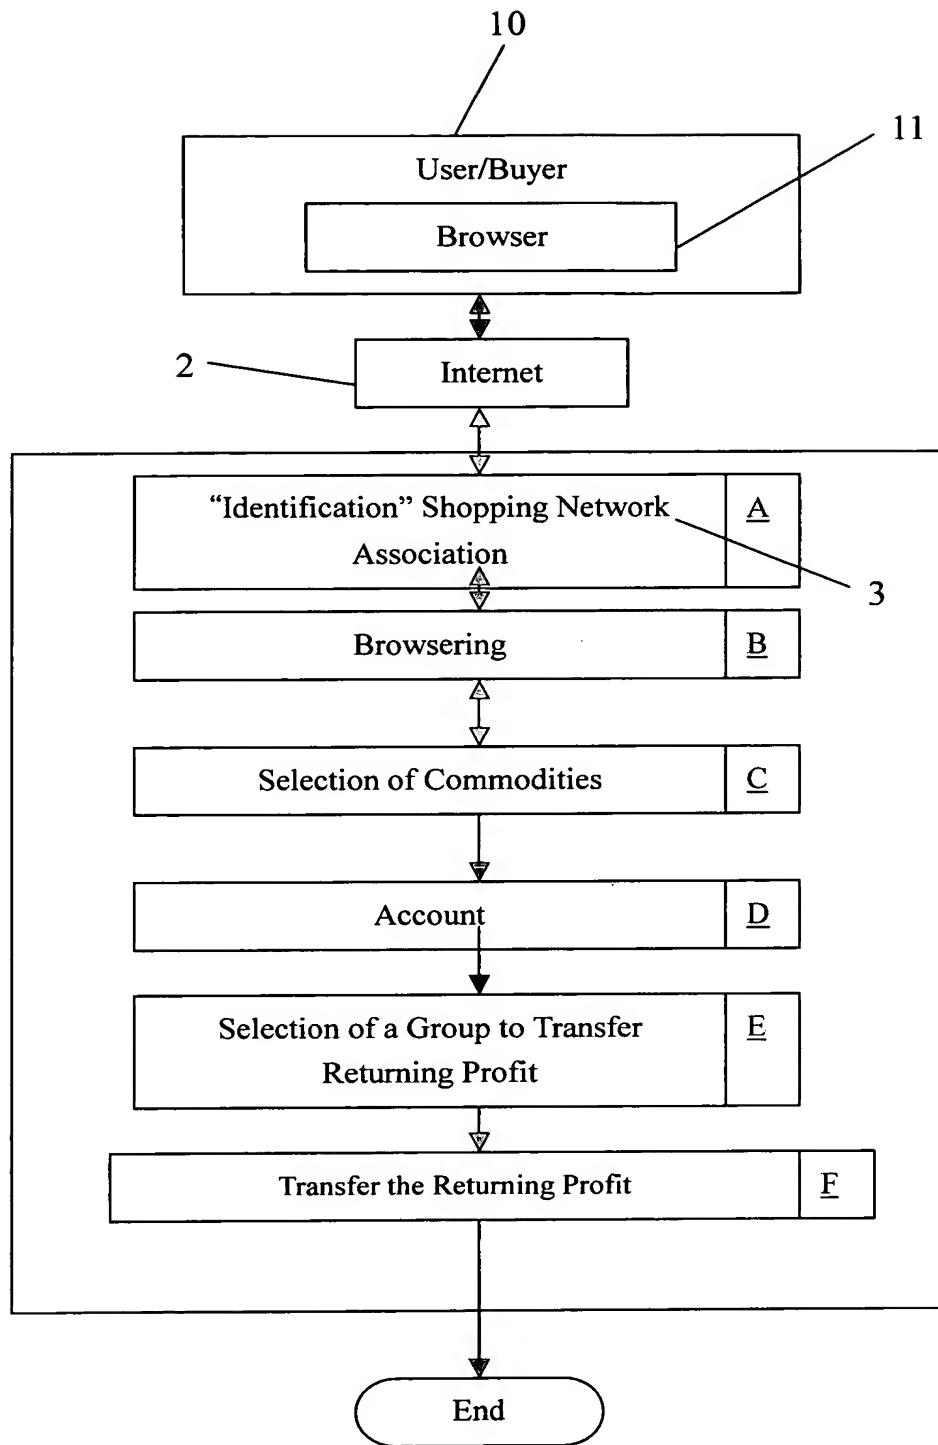 10
11
User/Buyer
Browser
2
Internet
“Identification” Shopping Network
Association
A
3
Browsering
B
Selection of Commodities
C
Account
D
Selection of a Group to Transfer
Returning Profit
E
Transfer the Returning Profit
F
End